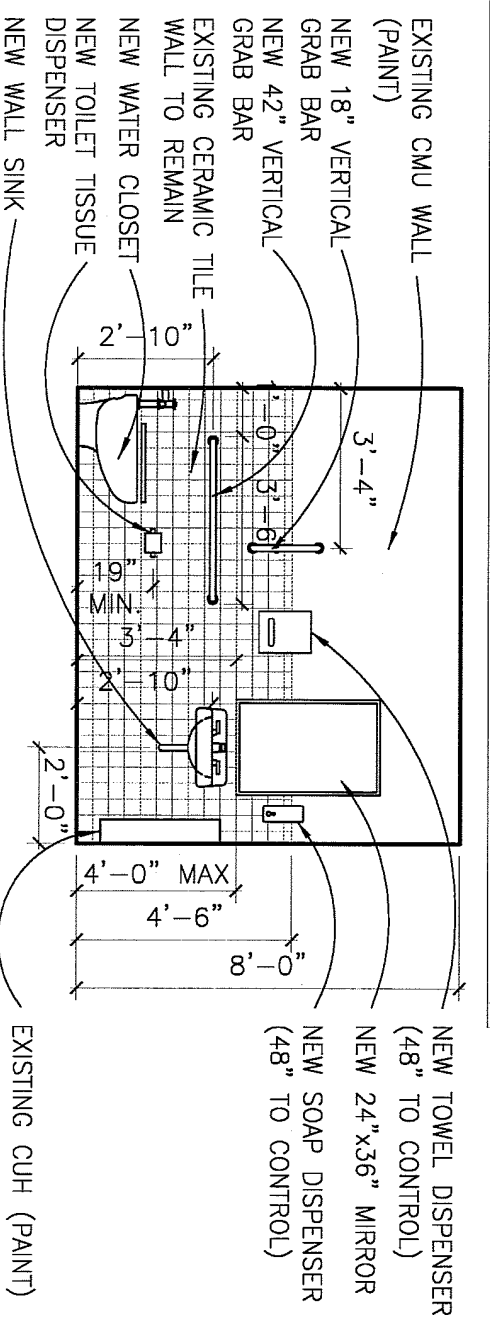 EXISTING CMU WALL
(PAINT)
NEW 18" VERTICAL
GRAB BAR
NEW 42" VERTICAL
GRAB BAR
EXISTING CERAMIC TILE
WALL TO REMAIN
NEW WATER CLOSET
NEW TOILET TISSUE
DISPENSER
NEW WALL SINK
3'-4"
1'-0"
3'-6"
2'-10"
19"
MIN.
3'-4"
2'-10"
2'-0"
4'-0" MAX
4'-6"
8'-0"
NEW TOWEL DISPENSER
(48" TO CONTROL)
NEW 24"x36" MIRROR
NEW SOAP DISPENSER
(48" TO CONTROL)
EXISTING CUH (PAINT)